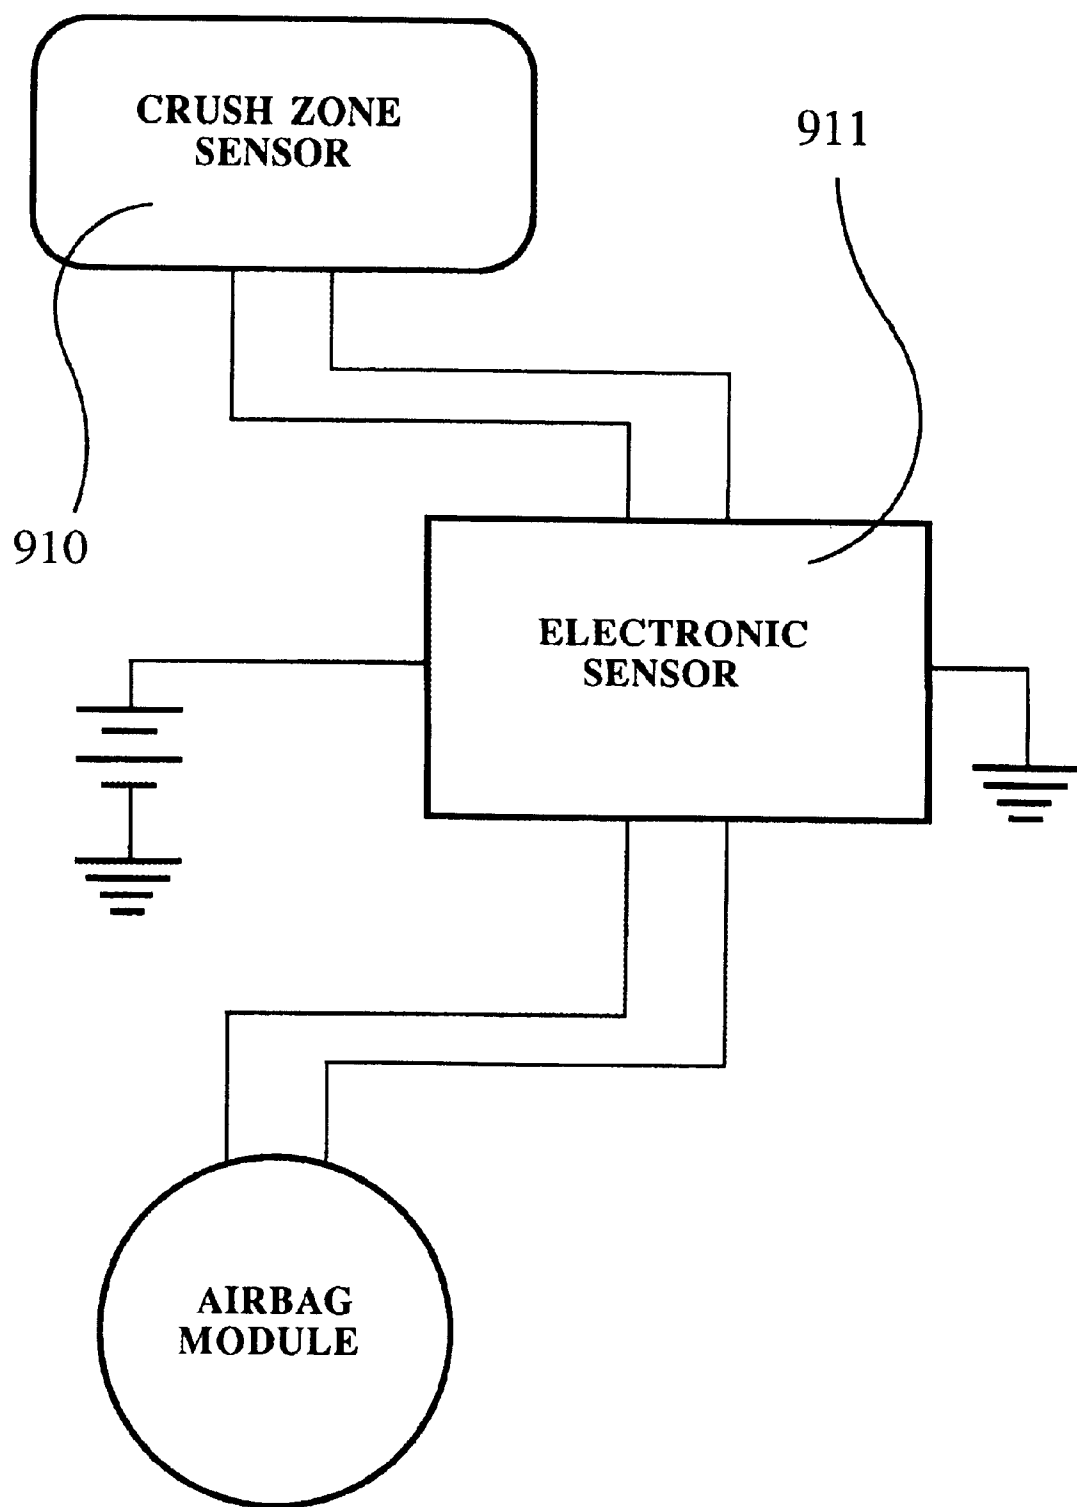 CRUSH ZONE
SENSOR
911
910
ELECTRONIC
SENSOR
AIRBAG
MODULE